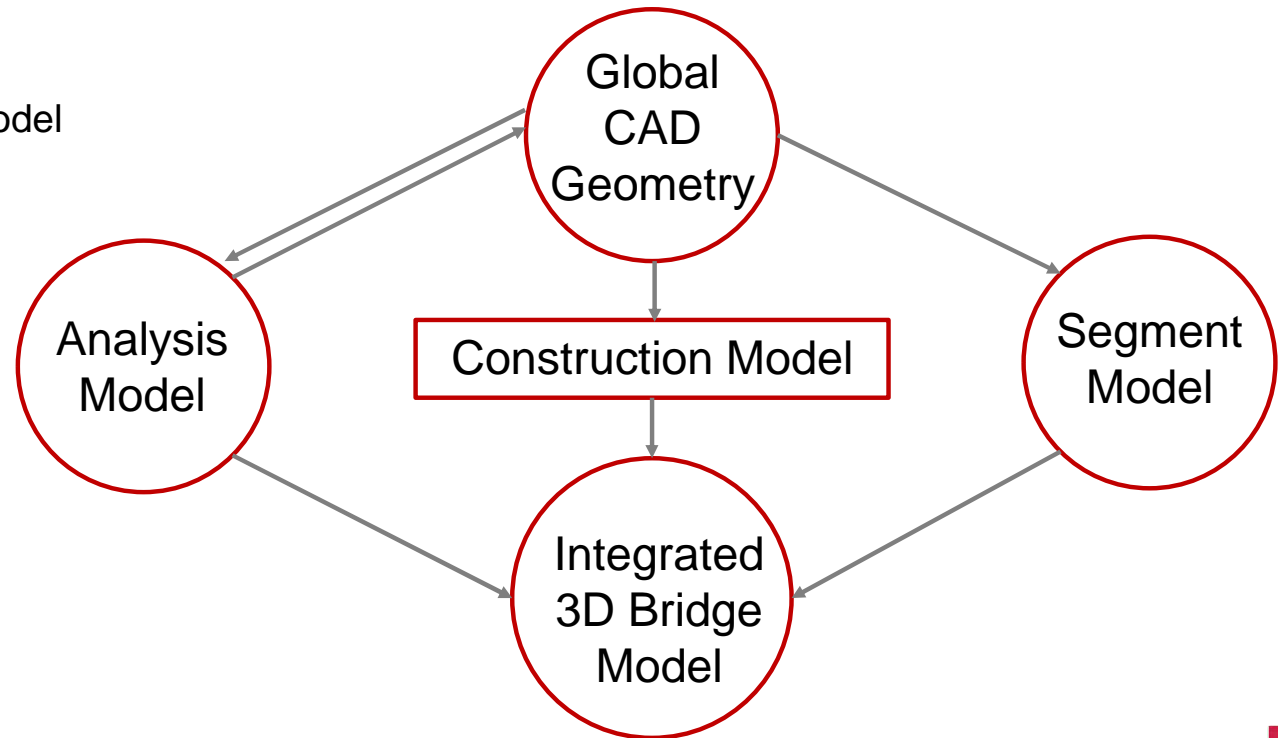 Global
CAD
Geometry
odel
Analysis
Model
Construction Model
Segment
Model
Integrated
3D Bridge
Model